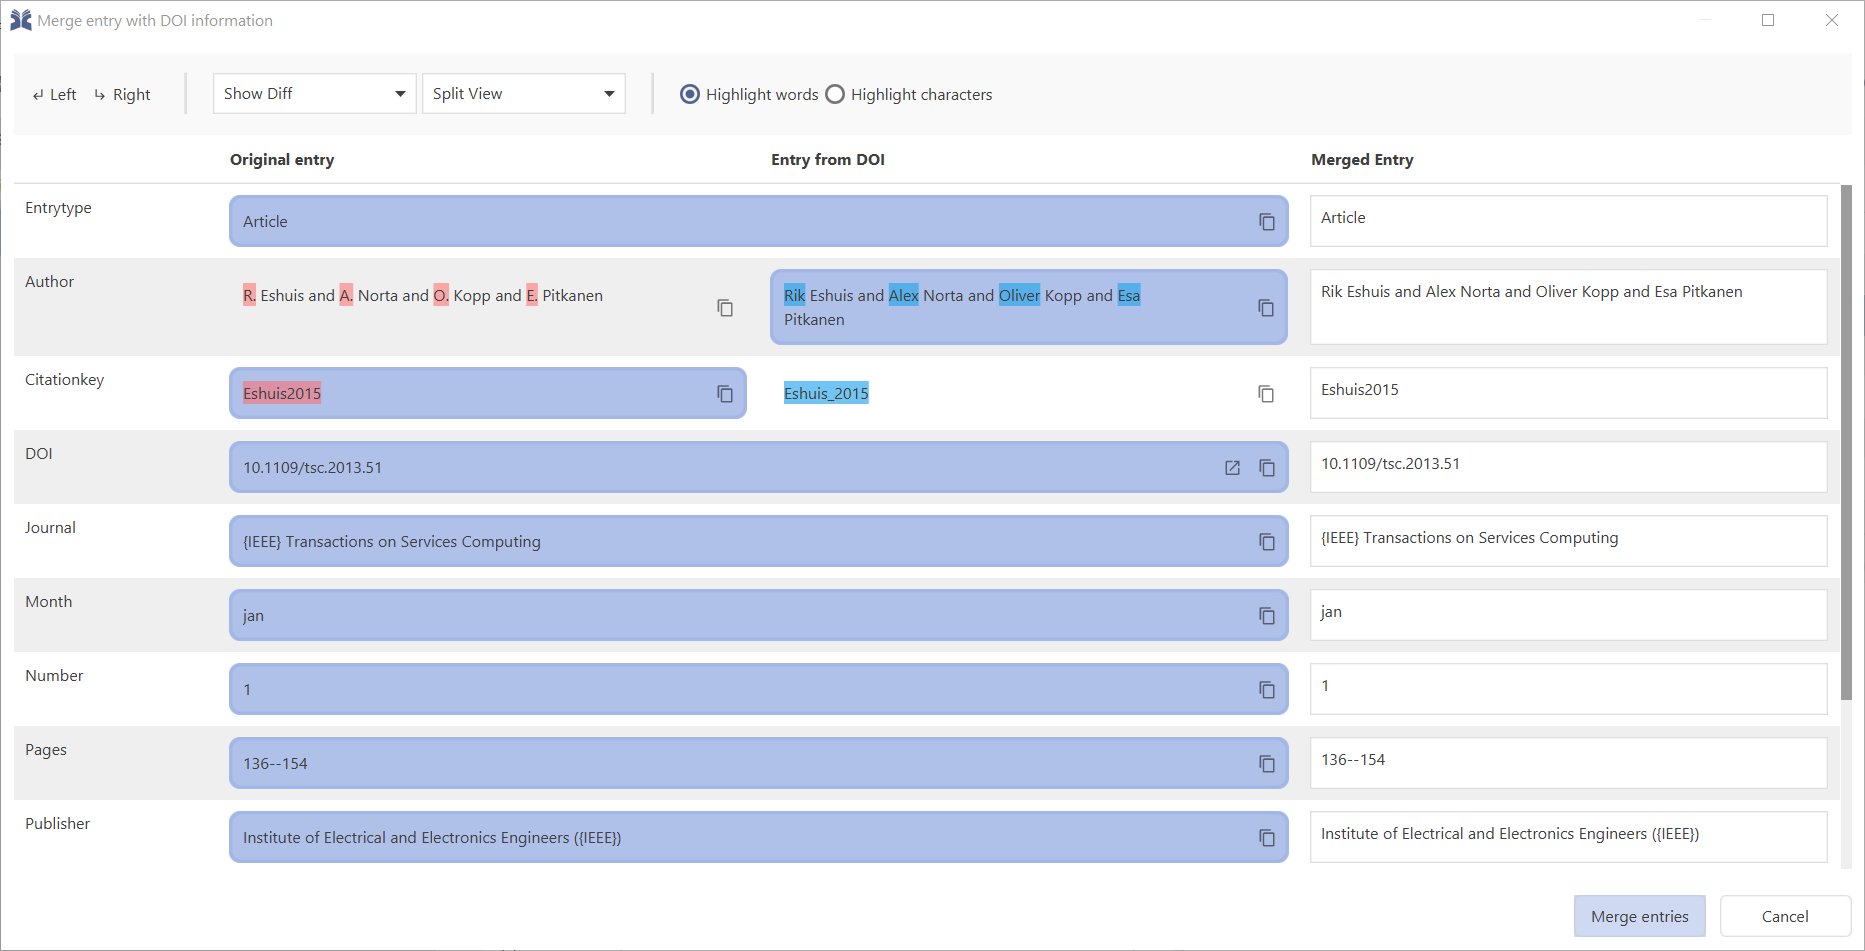 Merge entry with DOI information
Left Right Show Diff Split View Highlight words Highlight characters
Original entry Entry from DOI Merged Entry
Entrytype Article Article
Author R. Eshuis and A. Norta and O. Kopp and E. Pitkanen Rik Eshuis and Alex Norta and Oliver Kopp and Esa Rik Eshuis and Alex Norta and Oliver Kopp and Esa Pitkanen
Pitkanen
Citationkey Eshuis2015 Eshuis_2015 Eshuis2015
DOI 10.1109/tsc.2013.51 10.1109/tsc.2013.51
Journal {IEEE} Transactions on Services Computing {IEEE} Transactions on Services Computing
Month jan jan
Number 1 1
Pages 136--154 136--154
Publisher Institute of Electrical and Electronics Engineers ({IEEE}) Institute of Electrical and Electronics Engineers ({IEEE})
Merge entries Cancel